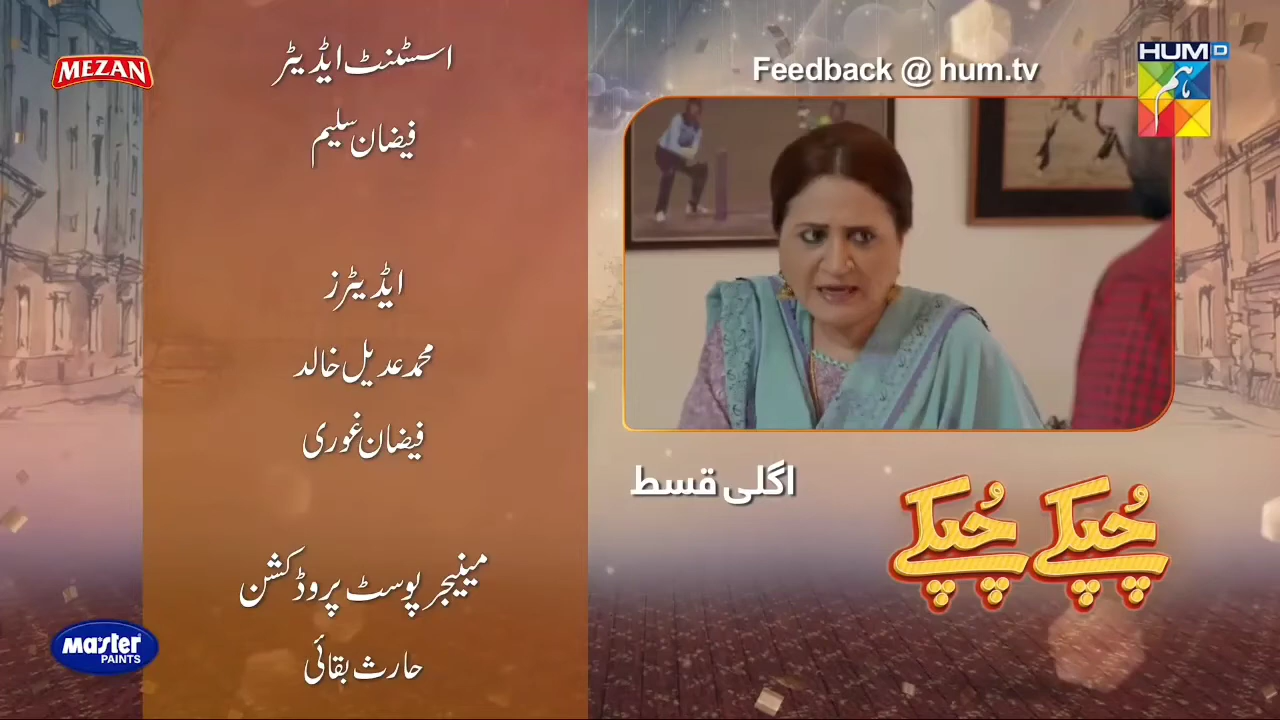 MEZAN
اسسٹنٹ ایڈیٹر
فیضان سلیم
ایڈیٹرز
محمد عدیل خالد
فیضان غوری
مینیجر پوسٹ پروڈکشن
حارث بقائی
Master
PAINTS
Feedback @ hum.tv
HUM
ہم
اگلی قسط
چُپکے چُپکے